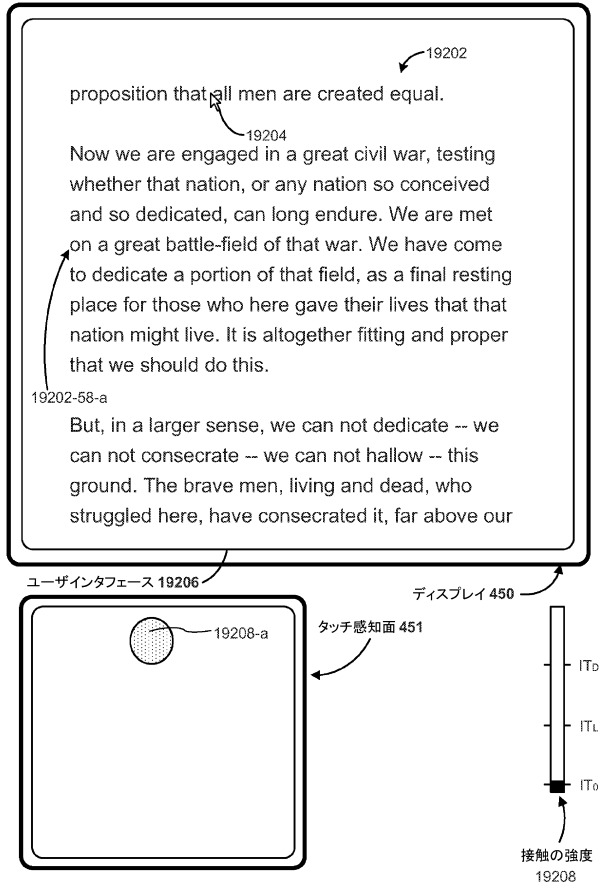 19202
proposition that all men are created equal.
19204
Now we are engaged in a great civil war, testing
whether that nation, or any nation so conceived
and so dedicated, can long endure. We are met
on a great battle-field of that war. We have come
to dedicate a portion of that field, as a final resting
place for those who here gave their lives that that
nation might live. It is altogether fitting and proper
that we should do this.
19202-58-a
But, in a larger sense, we can not dedicate -- we
can not consecrate -- we can not hallow -- this
ground. The brave men, living and dead, who
struggled here, have consecrated it, far above our
ユーザインタフェース 19206
ディスプレイ 450
19208-a
タッチ感知面 451
ITD
ITL
IT0
接触の強度
19208